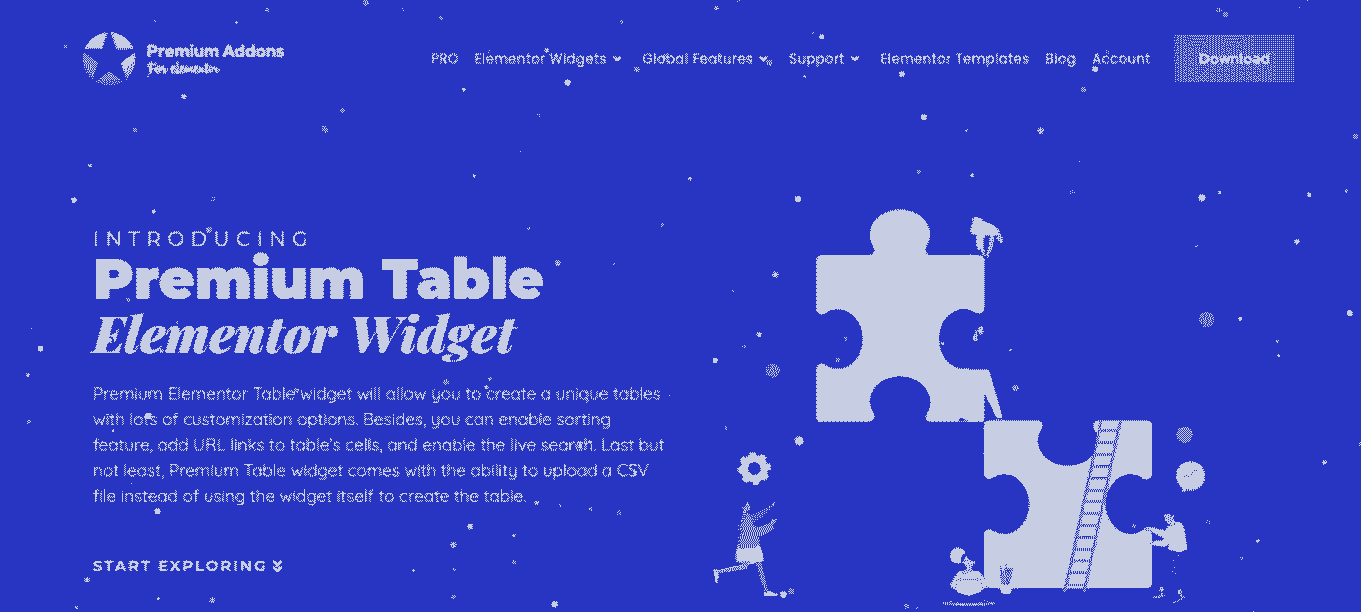 Premium Addons
For elementor
PRO Elementor Widgets Global Features Support Elementor Templates Blog Account Download
INTRODUCING
Premium Table
Elementor Widget
Premium Elementor Table widget will allow you to create a unique tables
with lots of customization options. Besides, you can enable sorting
feature, add URL links to table's cells, and enable the live search. Last but
not least, Premium Table widget comes with the ability to upload a CSV
file instead of using the widget itself to create the table.
START EXPLORING